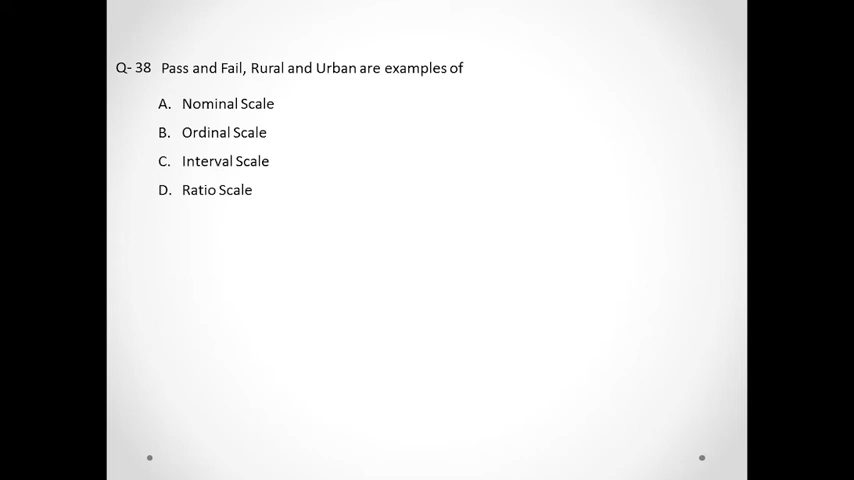 Q- 38 Pass and Fail, Rural and Urban are examples of
A. Nominal Scale
B. Ordinal Scale
C. Interval Scale
D. Ratio Scale